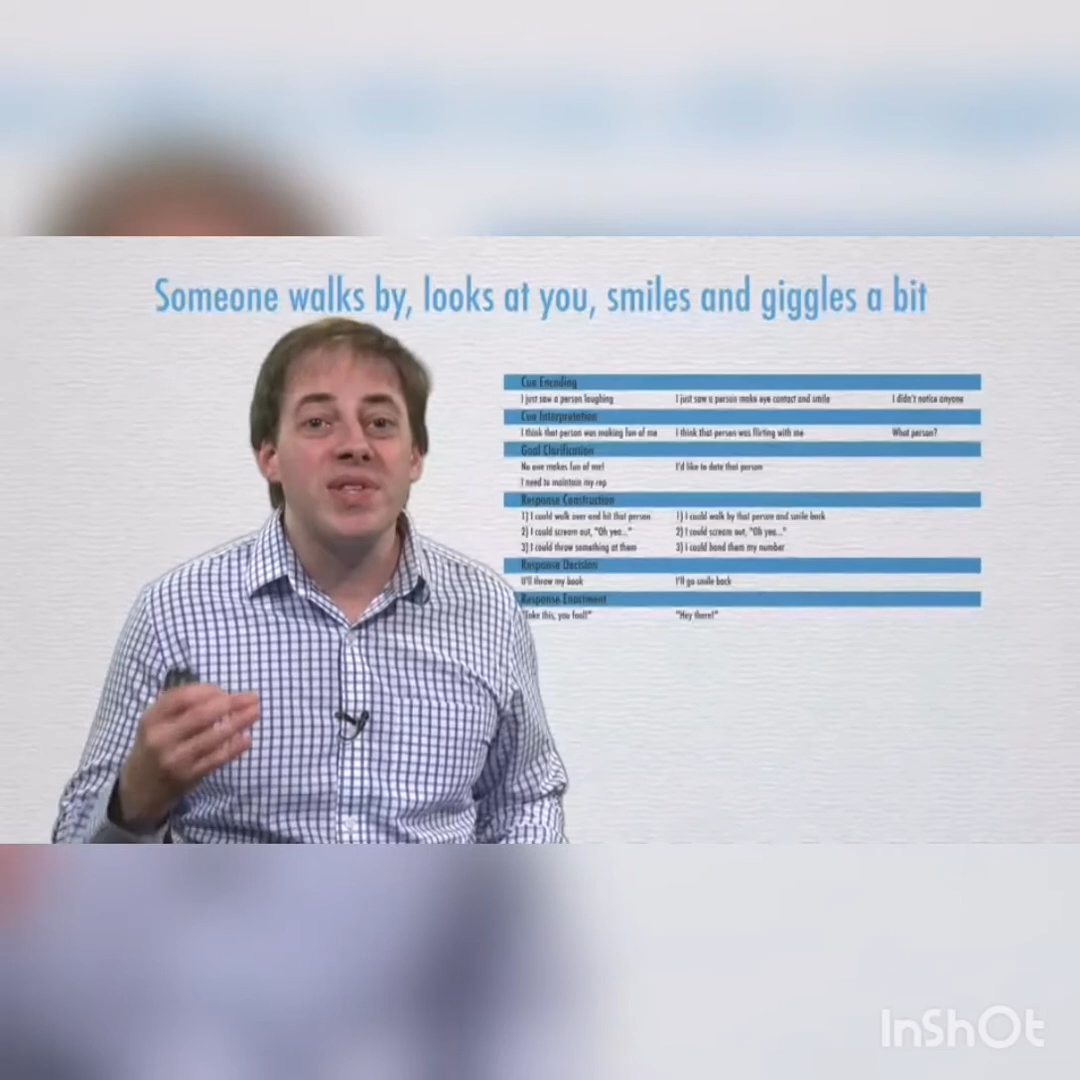 Someone walks by, looks at you, smiles and giggles a bit
Cue Encoding
I just saw a person laughing I just saw a person make eye contact and smile I didn't notice anyone
Cue Interpretation
I think that person was making fun of me I think that person was flirting with me What person?
Goal Clarification
No one makes fun of me! I'd like to date that person
I need to maintain my rep
Response Construction
1) I could walk over and hit that person 1) I could walk by that person and smile back
2) I could scream out, "Oh yea..." 2) I could scream out, "Oh yea..."
3) I could throw something at them 3) I could hand them my number
Response Decision
I'll throw my book I'll go smile back
Response Enactment
"Take this, you fool!" "Hey there!"
InShOt